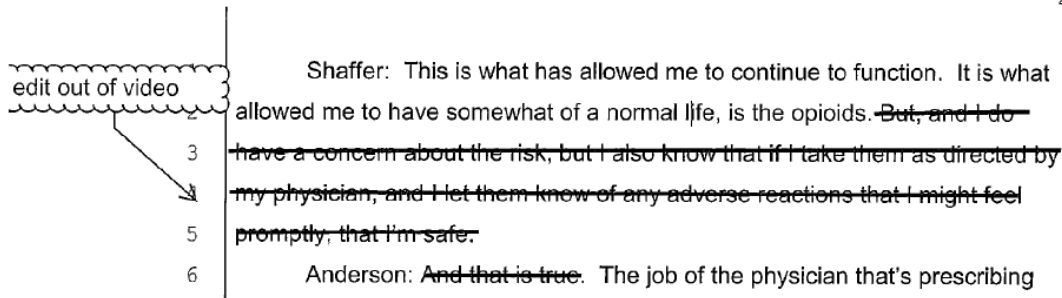 edit out of video
Shaffer: This is what has allowed me to continue to function. It is what
2 allowed me to have somewhat of a normal life, is the opioids. But, and I do
3 have a concern about the risk, but I also know that if I take them as directed by
4 my physician, and I let them know of any adverse reactions that I might feel
5 promptly, that I'm safe.
6 Anderson: And that is true. The job of the physician that's prescribing